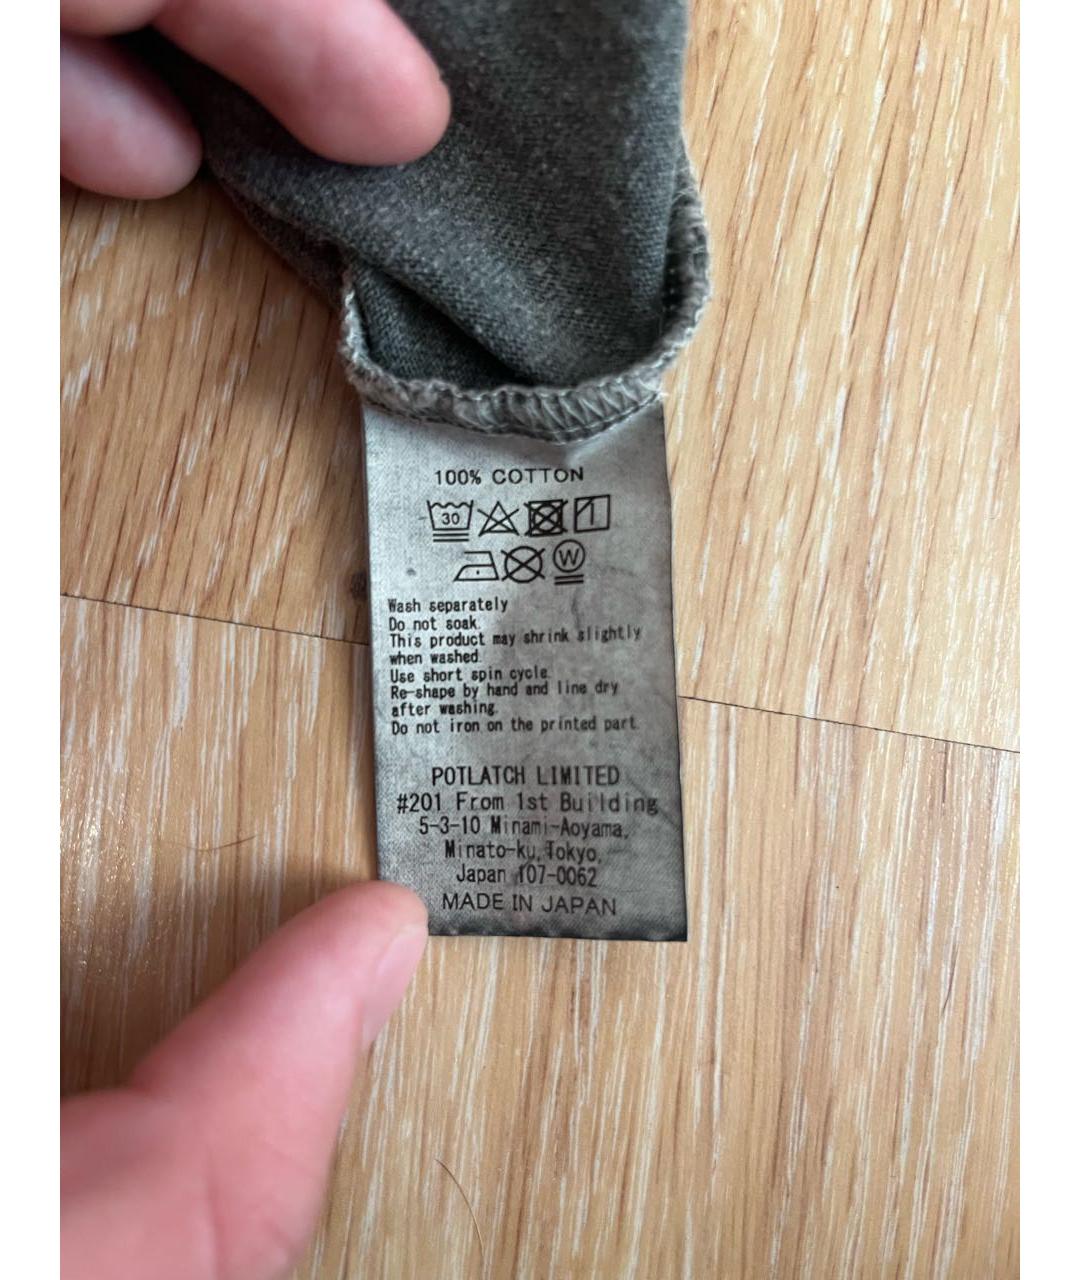 100% COTTON
30
W
Wash separately
Do not soak.
This product may shrink slightly
when washed.
Use short spin cycle.
Re-shape by hand and line dry
after washing.
Do not iron on the printed part.
POTLATCH LIMITED
#201 From 1st Building
5-3-10 Minami-Aoyama,
Minato-ku,Tokyo,
Japan 107-0062
MADE IN JAPAN